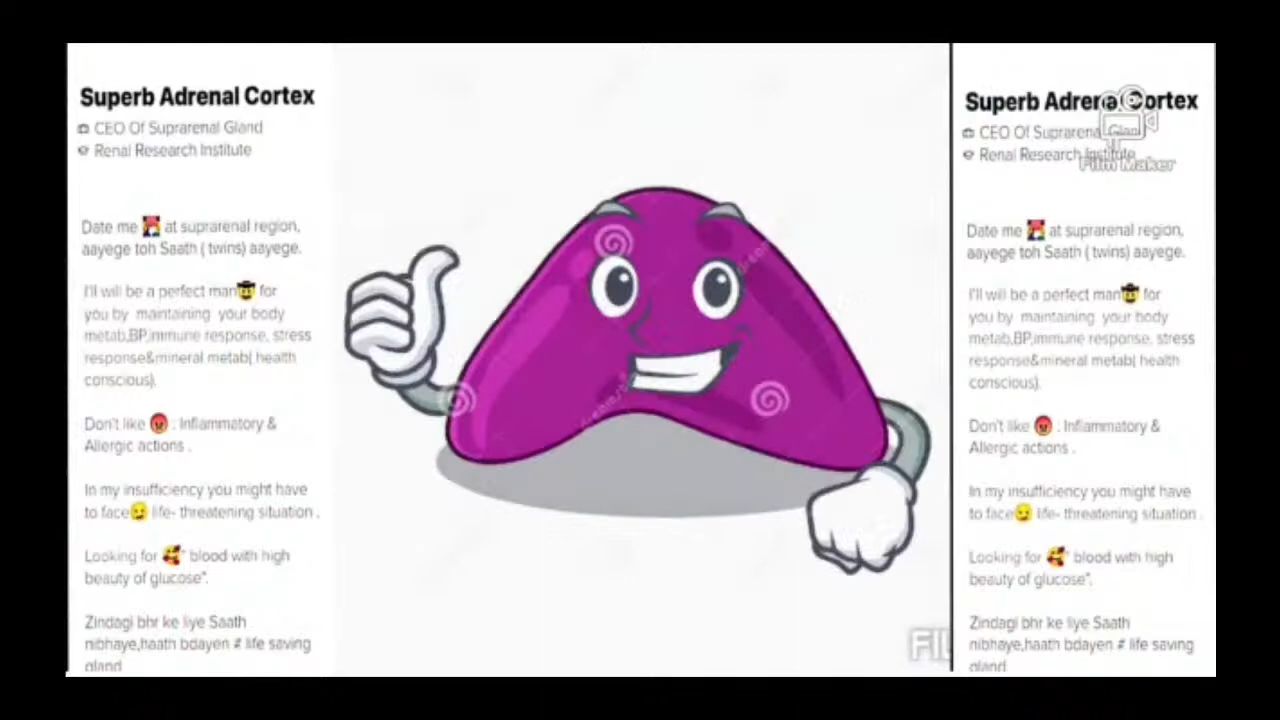 Superb Adrenal Cortex
CEO Of Suprarenal Gland
Renal Research Institute
Date me at suprarenal region,
aayege toh Saath ( twins) aayege.
I'll will be a perfect man for
you by maintaining your body
metab,BP,immune response, stress
response&mineral metab( health
conscious).
Don't like : Inflammatory &
Allergic actions .
In my insufficiency you might have
to face life- threatening situation .
Looking for " blood with high
beauty of glucose".
Zindagi bhr ke liye Saath
nibhaye,haath bdayen # life saving
gland
FIL
Superb Adrenal Cortex
CEO Of Suprarenal Gland
Renal Research Institute
Film Maker
Date me at suprarenal region,
aayege toh Saath ( twins) aayege.
I'll will be a perfect man for
you by maintaining your body
metab,BP,immune response, stress
response&mineral metab( health
conscious).
Don't like : Inflammatory &
Allergic actions .
In my insufficiency you might have
to face life- threatening situation .
Looking for " blood with high
beauty of glucose".
Zindagi bhr ke liye Saath
nibhaye,haath bdayen # life saving
gland